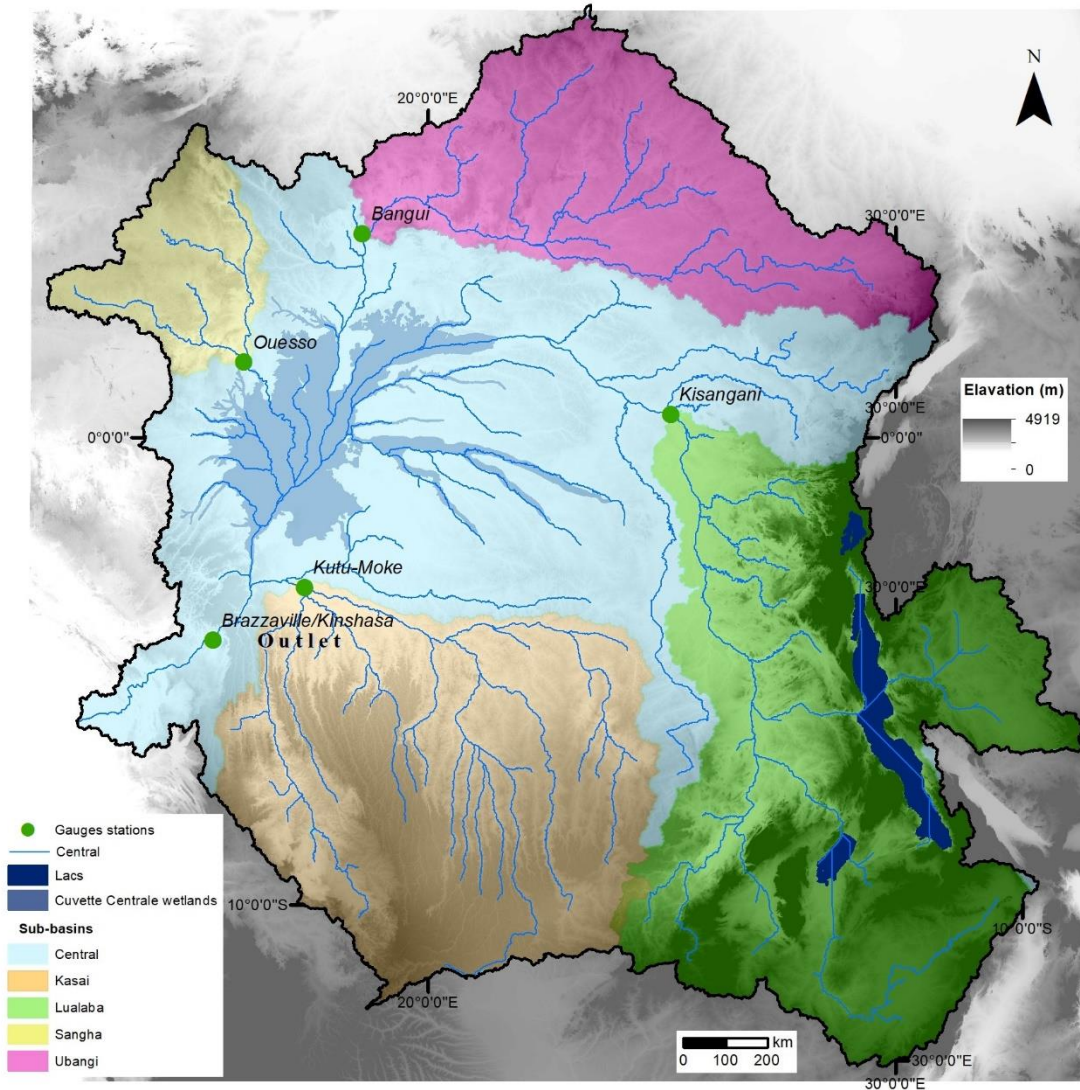 N
20°0'0"E
Bangui
30°0'0"E
Ouesso
Kisangani
Elavation (m)
4919
0
30°0'0"E
0°0'0"
0°0'0"
Kutu-Moke
30°0'0"E
Brazzaville/Kinshasa
Outlet
Gauges stations
Central
Lacs
Cuvette Centrale wetlands
Sub-basins
Central
Kasai
Lualaba
Sangha
Ubangi
10°0'0"S
10°0'0"S
20°0'0"E
km
0 100 200
30°0'0"E
30°0'0"E